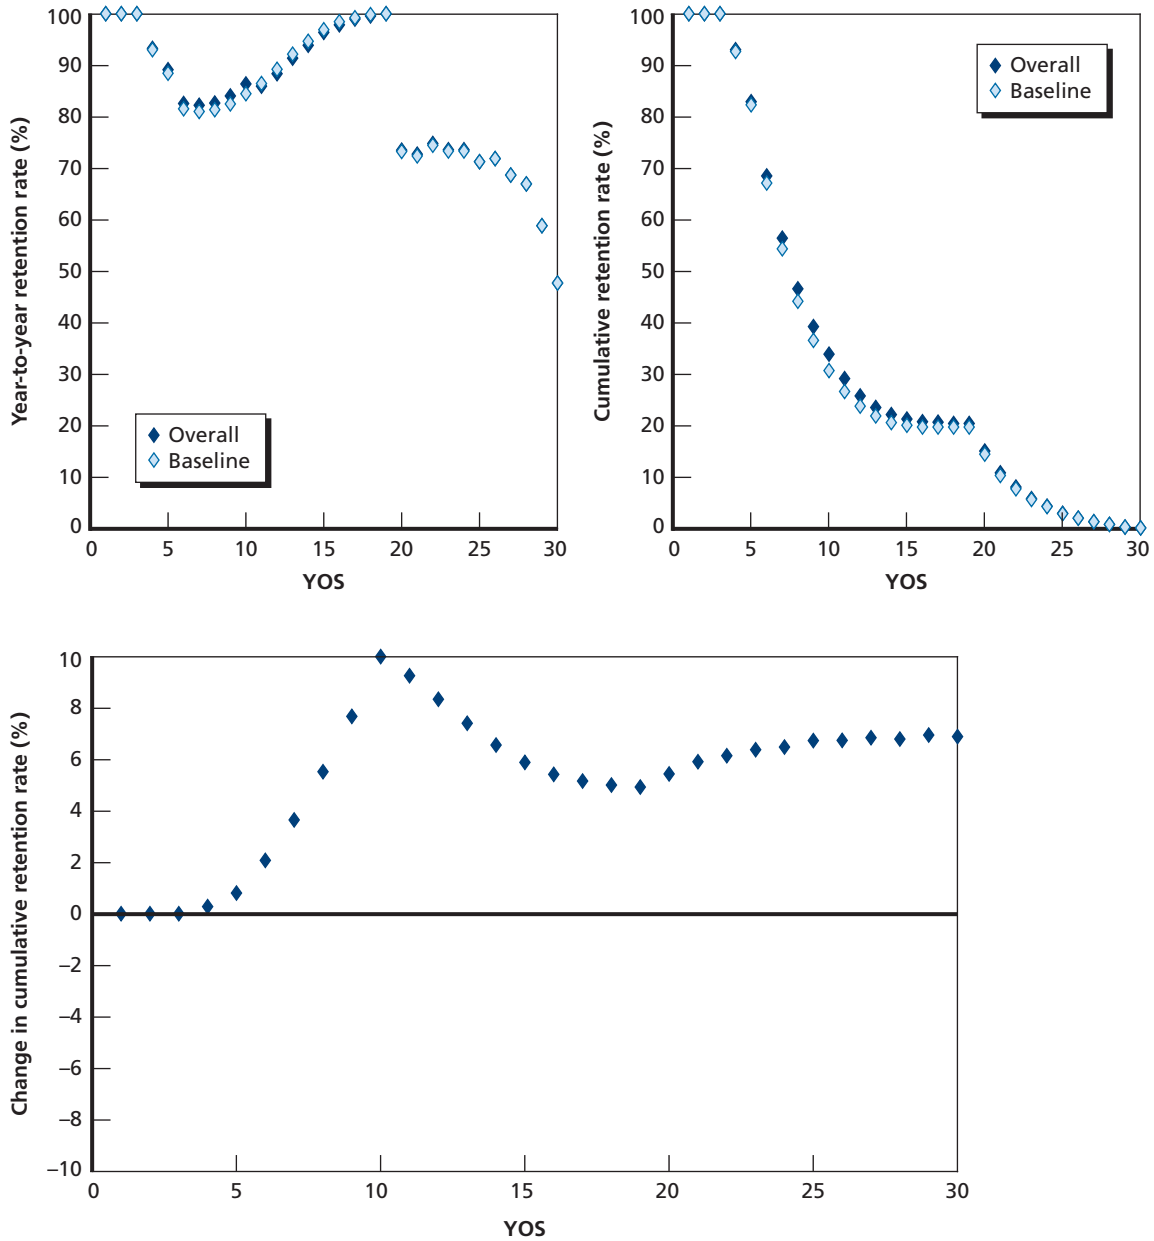 Year-to-year retention rate (%)
100
90
80
70
60
50
40
30
20
10
0
0 5 10 15 20 25 30
YOS
Overall
Baseline
Cumulative retention rate (%)
100
90
80
70
60
50
40
30
20
10
0
0 5 10 15 20 25 30
YOS
Overall
Baseline
Change in cumulative retention rate (%)
10
8
6
4
2
0
−2
−4
−6
−8
−10
0 5 10 15 20 25 30
YOS